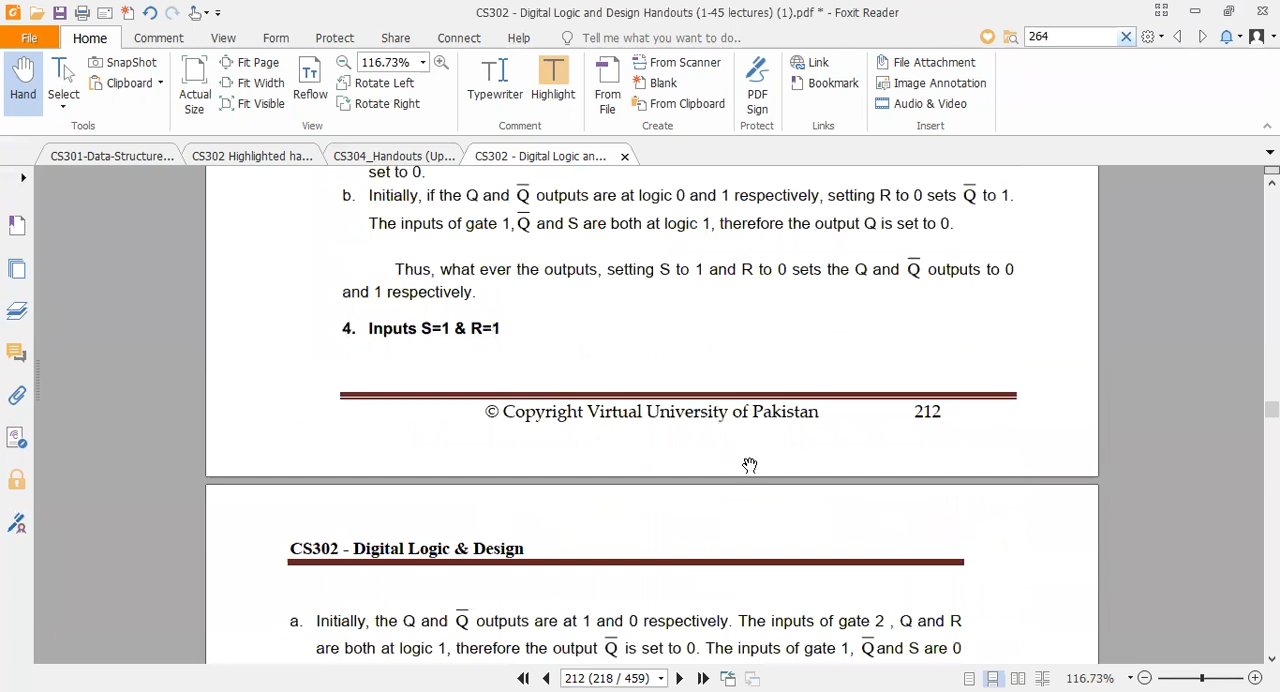 CS302 - Digital Logic and Design Handouts (1-45 lectures) (1).pdf * - Foxit Reader
File Home Comment View Form Protect Share Connect Help Tell me what you want to do.. 264
Hand
Select
SnapShot
Clipboard
Tools
Actual Size
Fit Page
Fit Width
Fit Visible
Reflow
116.73%
Rotate Left
Rotate Right
View
Typewriter
Highlight
Comment
From File
From Scanner
Blank
From Clipboard
Create
PDF Sign
Protect
Link
Bookmark
Links
File Attachment
Image Annotation
Audio & Video
Insert
CS301-Data-Structure... CS302 Highlighted ha... CS304_Handouts (Up... CS302 - Digital Logic an...
set to 0.
b. Initially, if the Q and Q̅ outputs are at logic 0 and 1 respectively, setting R to 0 sets Q̅ to 1.
The inputs of gate 1, Q̅ and S are both at logic 1, therefore the output Q is set to 0.
Thus, what ever the outputs, setting S to 1 and R to 0 sets the Q and Q̅ outputs to 0
and 1 respectively.
4. Inputs S=1 & R=1
© Copyright Virtual University of Pakistan 212
CS302 - Digital Logic & Design
a. Initially, the Q and Q̅ outputs are at 1 and 0 respectively. The inputs of gate 2 , Q and R
are both at logic 1, therefore the output Q̅ is set to 0. The inputs of gate 1, Q̅ and S are 0
212 (218 / 459) 116.73%